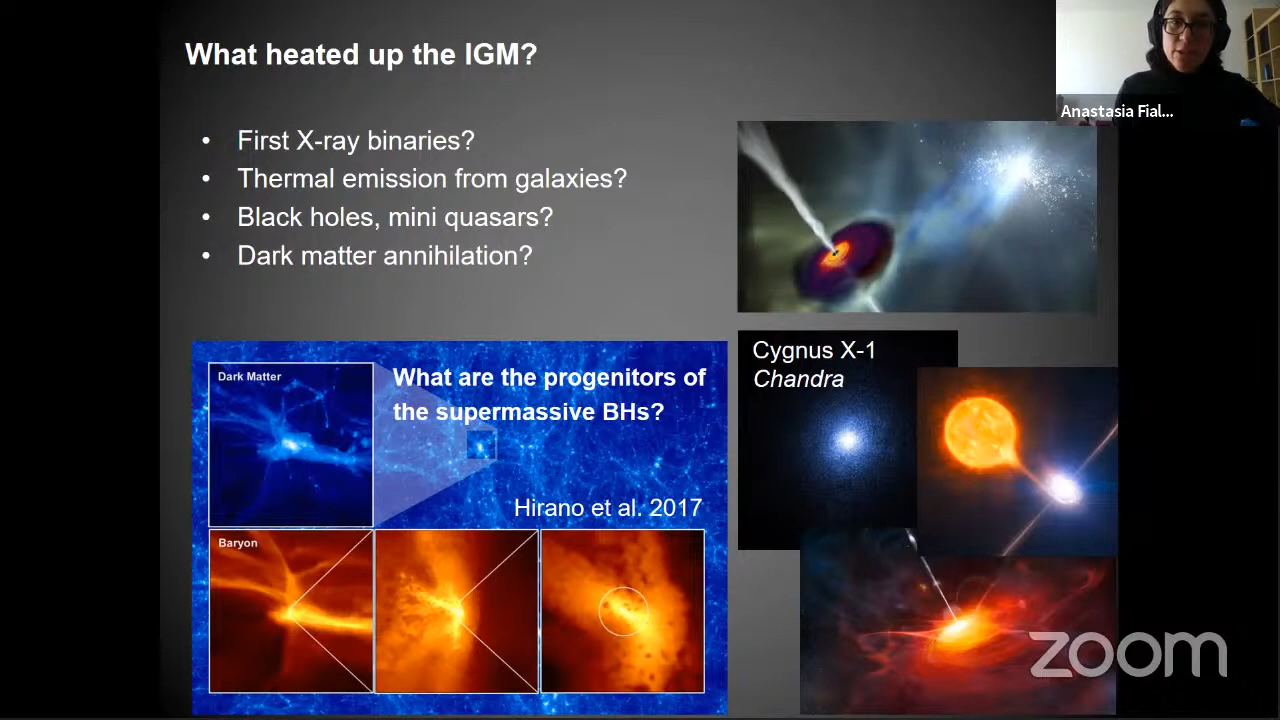 What heated up the IGM?
Anastasia Fial...
• First X-ray binaries?
• Thermal emission from galaxies?
• Black holes, mini quasars?
• Dark matter annihilation?
Dark Matter
What are the progenitors of
the supermassive BHs?
Hirano et al. 2017
Baryon
Cygnus X-1
Chandra
zoom